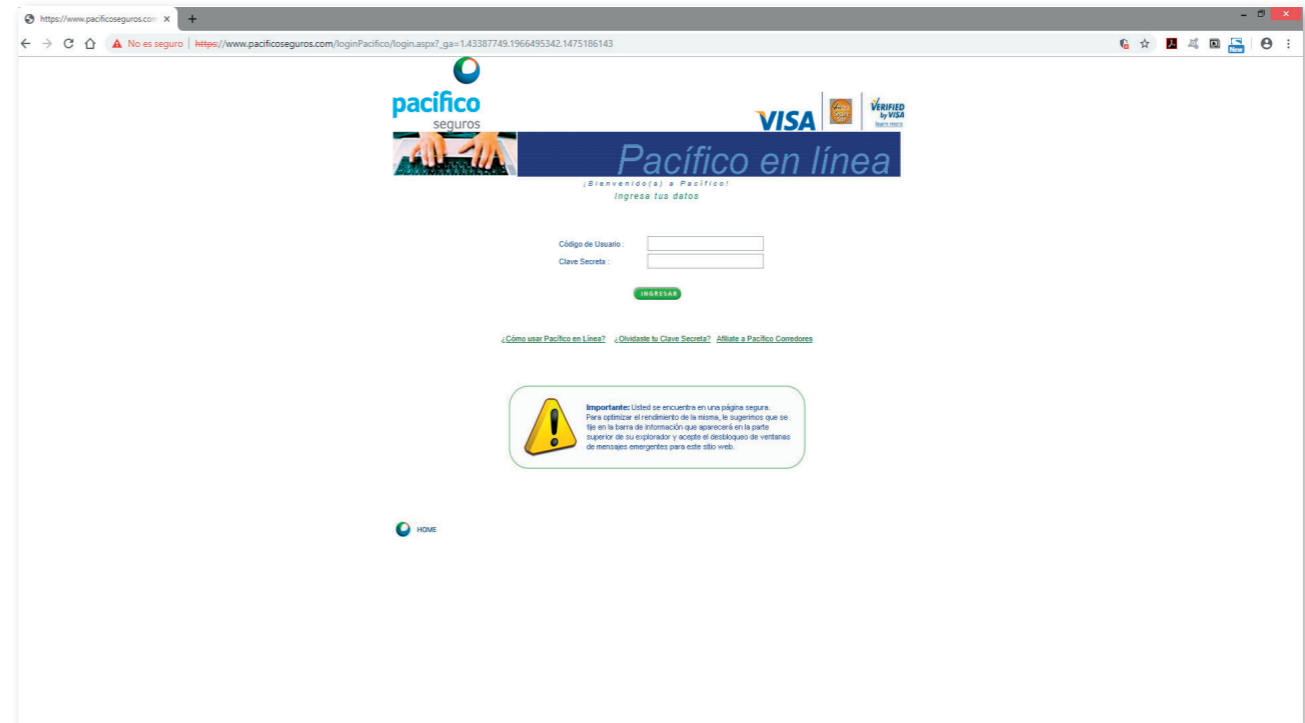 https://www.pacificoseguros.com
No es seguro | https://www.pacificoseguros.com/loginPacifico/login.aspx?_ga=1.43387749.1966495342.1475186143
New
pacífico
seguros
VISA
VERIFIED
by VISA
learn more
Pacífico en línea
¡Bienvenido(a) a Pacífico!
Ingresa tus datos
Código de Usuario :
Clave Secreta :
INGRESAR
¿Cómo usar Pacífico en Línea? ¿Olvidaste tu Clave Secreta? Afíliate a Pacífico Corredores
Importante: Usted se encuentra en una página segura.
Para optimizar el rendimiento de la misma, le sugerimos que se
fije en la barra de información que aparecerá en la parte
superior de su explorador y acepte el desbloqueo de ventanas
de mensajes emergentes para este sitio web.
HOME